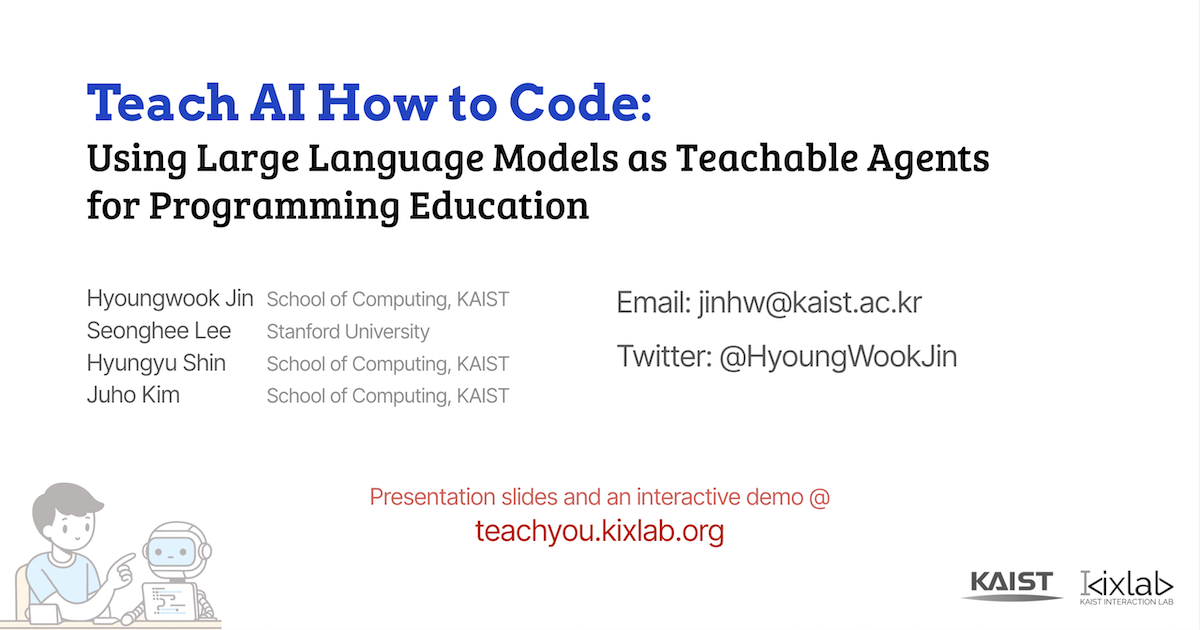 Teach AI How to Code:
Using Large Language Models as Teachable Agents
for Programming Education
Hyoungwook Jin School of Computing, KAIST
Seonghee Lee Stanford University
Hyungyu Shin School of Computing, KAIST
Juho Kim School of Computing, KAIST
Email: jinhw@kaist.ac.kr
Twitter: @HyoungWookJin
Presentation slides and an interactive demo @
teachyou.kixlab.org
KAIST
kixlab
KAIST INTERACTION LAB